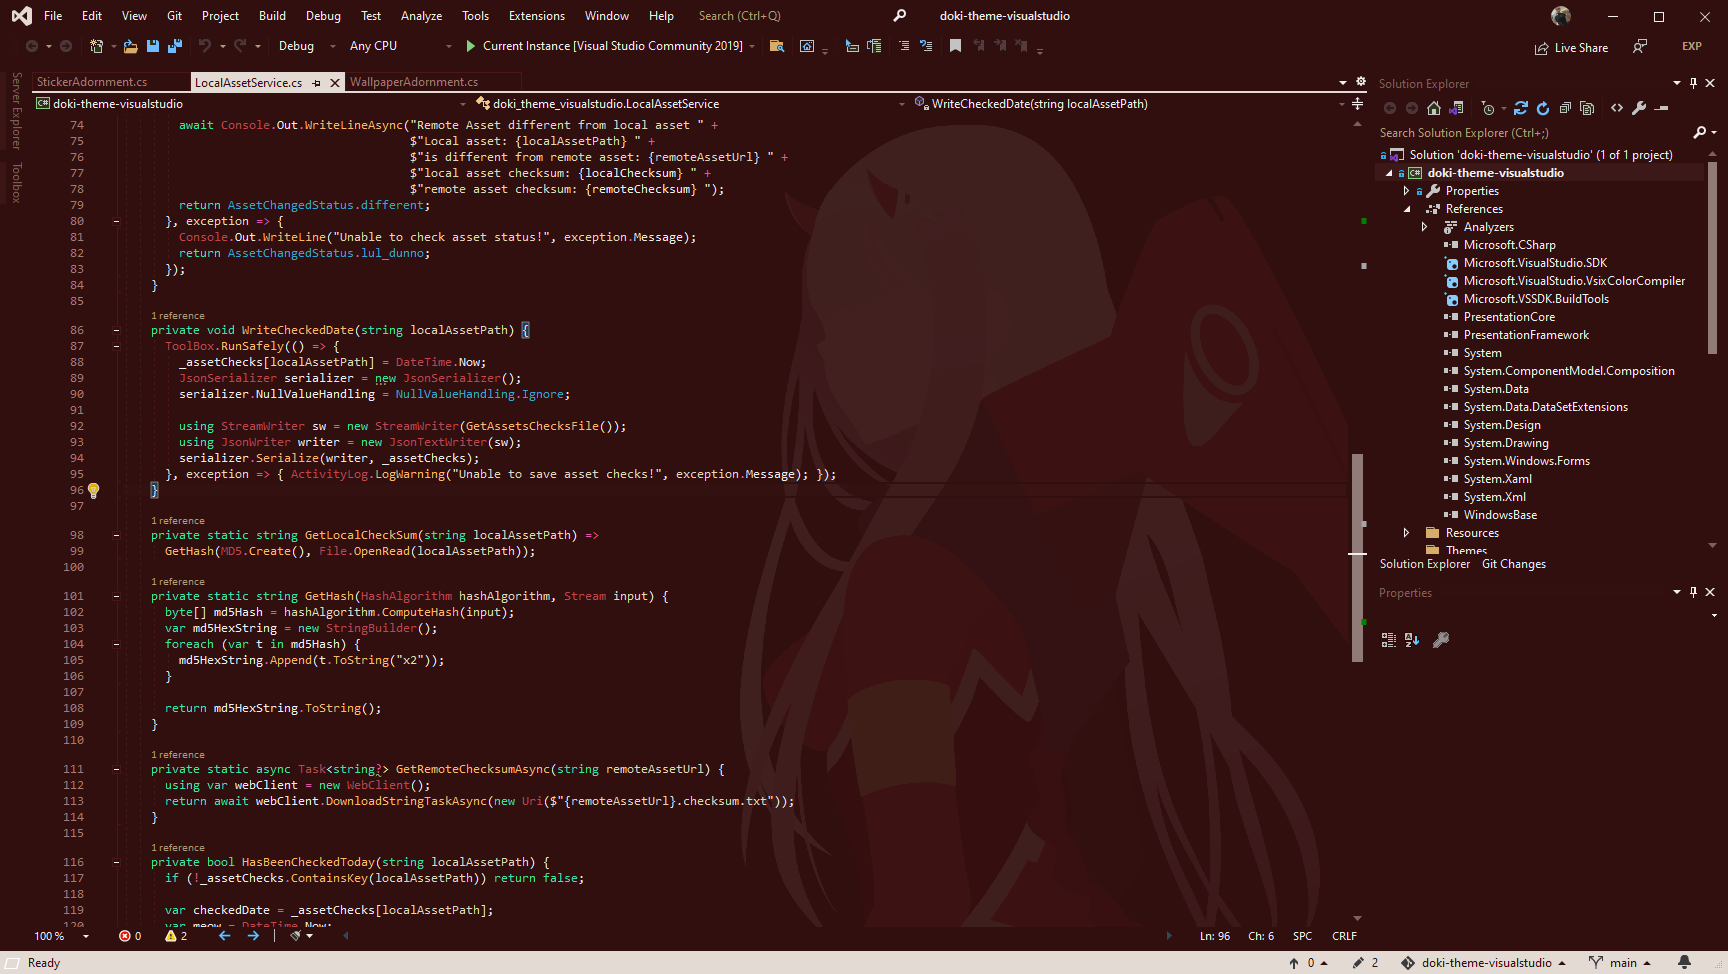 File Edit View Git Project Build Debug Test Analyze Tools Extensions Window Help Search (Ctrl+Q) doki-theme-visualstudio
Debug Any CPU Current Instance [Visual Studio Community 2019] Live Share EXP
Server Explorer
Toolbox
StickerAdornment.cs LocalAssetService.cs WallpaperAdornment.cs
doki-theme-visualstudio doki_theme_visualstudio.LocalAssetService WriteCheckedDate(string localAssetPath)
74 await Console.Out.WriteLineAsync("Remote Asset different from local asset " +
75 $"Local asset: {localAssetPath} " +
76 $"is different from remote asset: {remoteAssetUrl} " +
77 $"local asset checksum: {localChecksum} " +
78 $"remote asset checksum: {remoteChecksum} ");
79 return AssetChangedStatus.different;
80 }, exception => {
81 Console.Out.WriteLine("Unable to check asset status!", exception.Message);
82 return AssetChangedStatus.lul_dunno;
83 });
84 }
85
1 reference
86 private void WriteCheckedDate(string localAssetPath) {
87 ToolBox.RunSafely(() => {
88 _assetChecks[localAssetPath] = DateTime.Now;
89 JsonSerializer serializer = new JsonSerializer();
90 serializer.NullValueHandling = NullValueHandling.Ignore;
91
92 using StreamWriter sw = new StreamWriter(GetAssetsChecksFile());
93 using JsonWriter writer = new JsonTextWriter(sw);
94 serializer.Serialize(writer, _assetChecks);
95 }, exception => { ActivityLog.LogWarning("Unable to save asset checks!", exception.Message); });
96 }
97
1 reference
98 private static string GetLocalCheckSum(string localAssetPath) =>
99 GetHash(MD5.Create(), File.OpenRead(localAssetPath));
100
1 reference
101 private static string GetHash(HashAlgorithm hashAlgorithm, Stream input) {
102 byte[] md5Hash = hashAlgorithm.ComputeHash(input);
103 var md5HexString = new StringBuilder();
104 foreach (var t in md5Hash) {
105 md5HexString.Append(t.ToString("x2"));
106 }
107
108 return md5HexString.ToString();
109 }
110
1 reference
111 private static async Task<string?> GetRemoteChecksumAsync(string remoteAssetUrl) {
112 using var webClient = new WebClient();
113 return await webClient.DownloadStringTaskAsync(new Uri($"{remoteAssetUrl}.checksum.txt"));
114 }
115
1 reference
116 private bool HasBeenCheckedToday(string localAssetPath) {
117 if (!_assetChecks.ContainsKey(localAssetPath)) return false;
118
119 var checkedDate = _assetChecks[localAssetPath];
120 var meow = DateTime.Now;
100 % 0 2 Ln: 96 Ch: 6 SPC CRLF
Solution Explorer
Search Solution Explorer (Ctrl+;)
Solution 'doki-theme-visualstudio' (1 of 1 project)
doki-theme-visualstudio
Properties
References
Analyzers
Microsoft.CSharp
Microsoft.VisualStudio.SDK
Microsoft.VisualStudio.VsixColorCompiler
Microsoft.VSSDK.BuildTools
PresentationCore
PresentationFramework
System
System.ComponentModel.Composition
System.Data
System.Data.DataSetExtensions
System.Design
System.Drawing
System.Windows.Forms
System.Xaml
System.Xml
WindowsBase
Resources
Themes
Solution Explorer Git Changes
Properties
Ready 0 2 doki-theme-visualstudio main